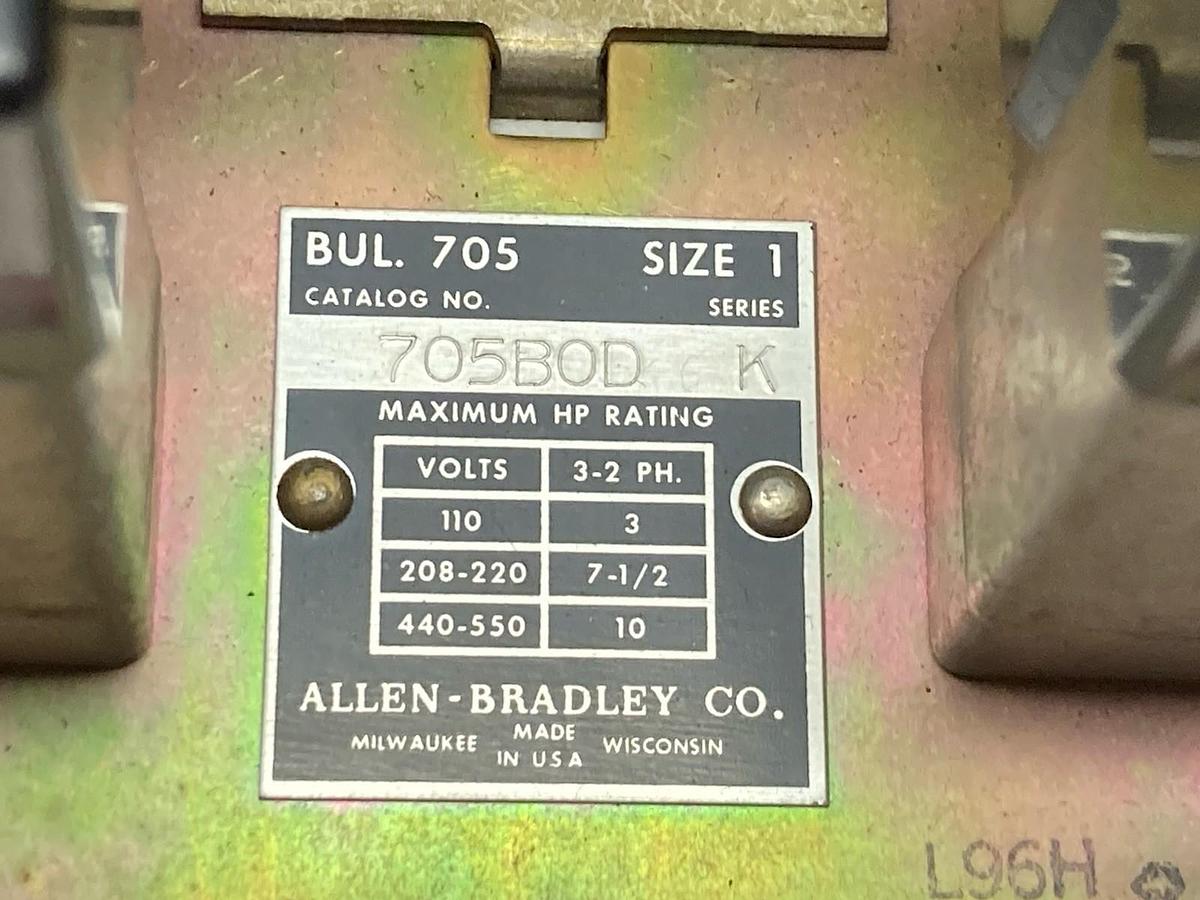 BUL. 705 SIZE 1
CATALOG NO. SERIES
705BOD K
MAXIMUM HP RATING
VOLTS 3-2 PH.
110 3
208-220 7-1/2
440-550 10
ALLEN-BRADLEY CO.
MILWAUKEE MADE IN USA WISCONSIN
L96H
2